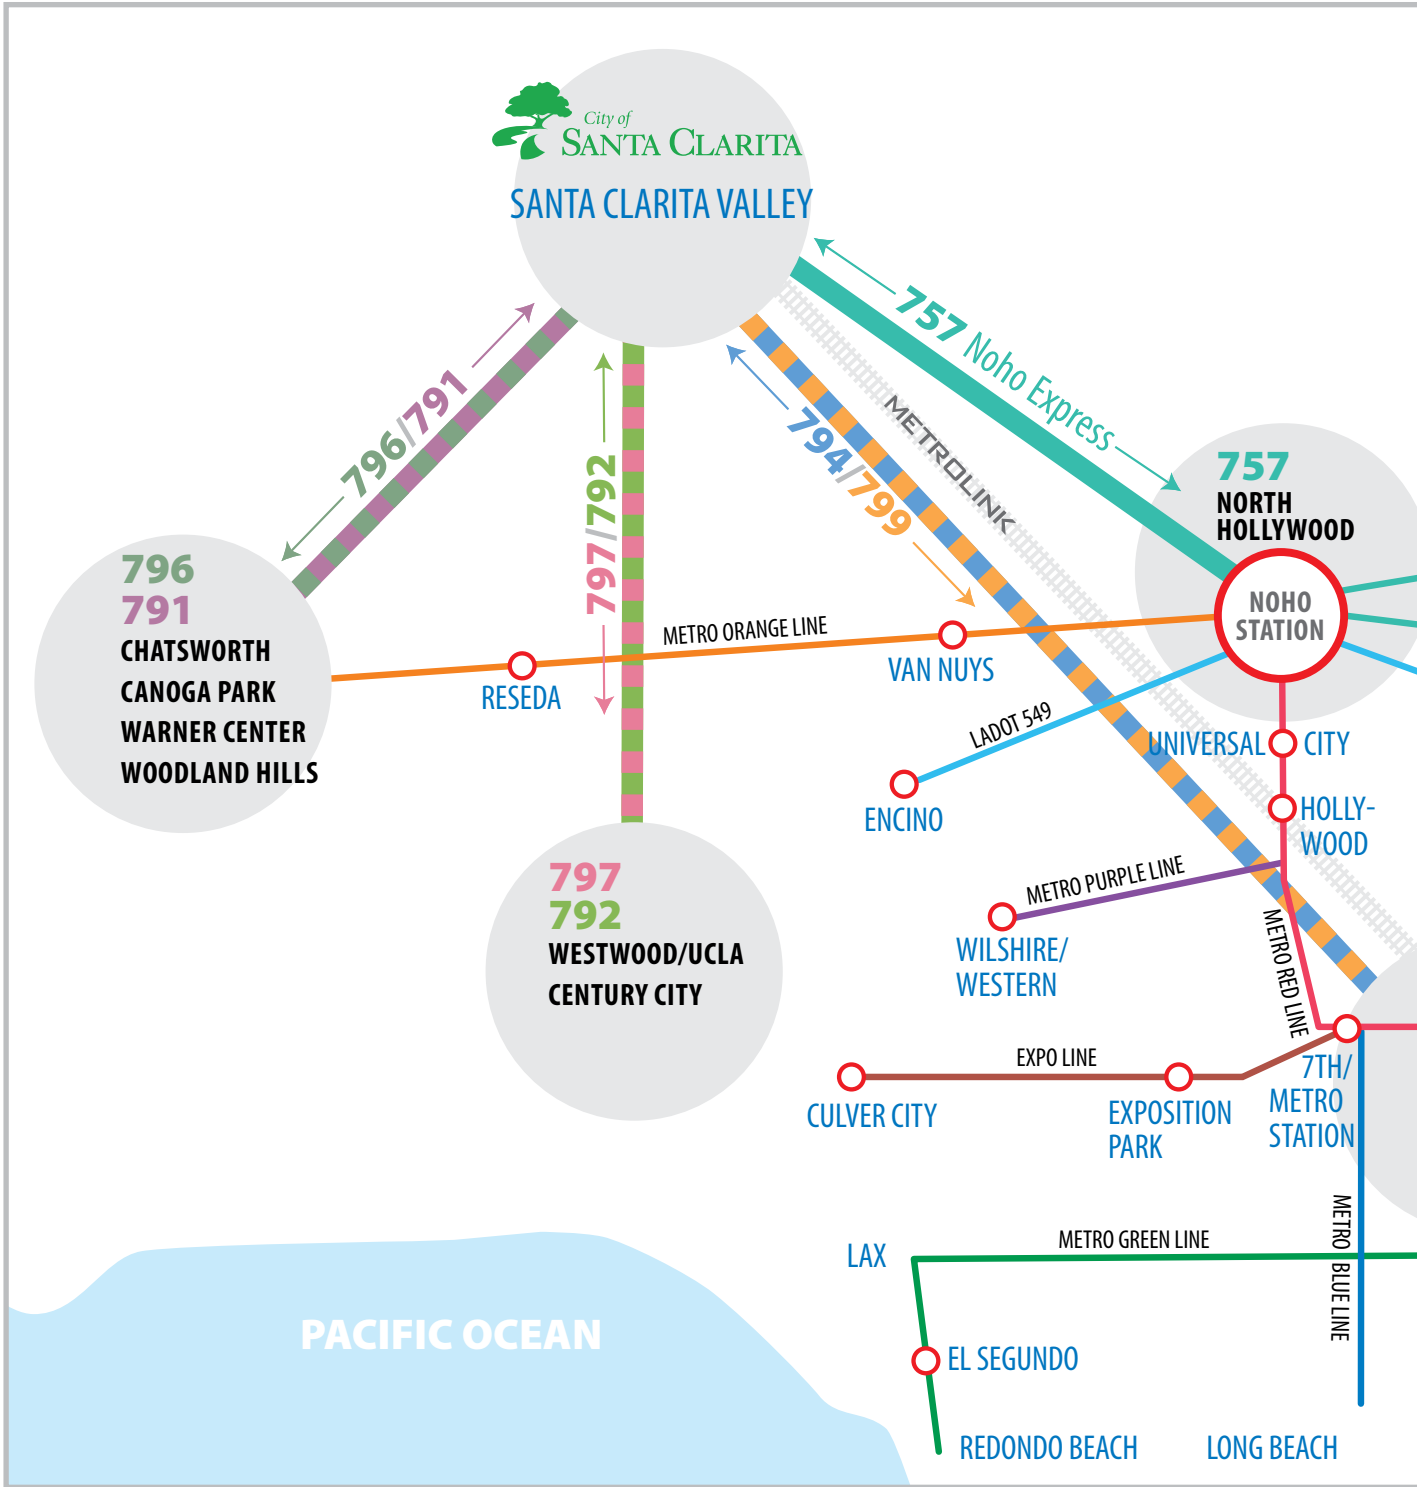 City of
SANTA CLARITA
SANTA CLARITA VALLEY
757 Noho Express
796/791
797/792
794/799
METROLINK
757
NORTH
HOLLYWOOD
NOHO
STATION
796
791
CHATSWORTH
CANOGA PARK
WARNER CENTER
WOODLAND HILLS
METRO ORANGE LINE
RESEDA
VAN NUYS
LADOT 549
ENCINO
UNIVERSAL CITY
HOLLY-
WOOD
797
792
WESTWOOD/UCLA
CENTURY CITY
METRO PURPLE LINE
WILSHIRE/
WESTERN
METRO RED LINE
EXPO LINE
CULVER CITY
EXPOSITION
PARK
7TH/
METRO
STATION
METRO BLUE LINE
LAX
METRO GREEN LINE
PACIFIC OCEAN
EL SEGUNDO
REDONDO BEACH
LONG BEACH